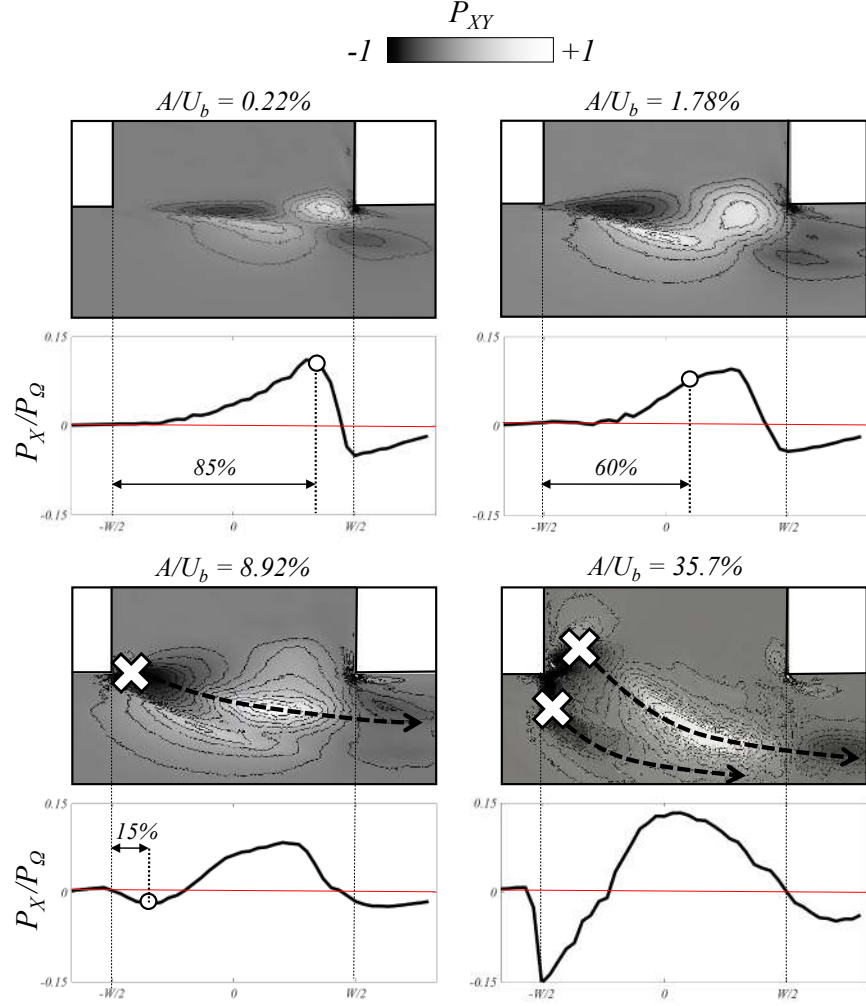 P_XY
-1 +1
A/U_b = 0.22% A/U_b = 1.78%
0.15 0.15
P_X/P_Ω 0 0
85% 60%
-0.15 -0.15
-W/2 0 W/2 -W/2 0 W/2
A/U_b = 8.92% A/U_b = 35.7%
0.15 0.15
15%
P_X/P_Ω 0 0
-0.15 -0.15
-W/2 0 W/2 -W/2 0 W/2